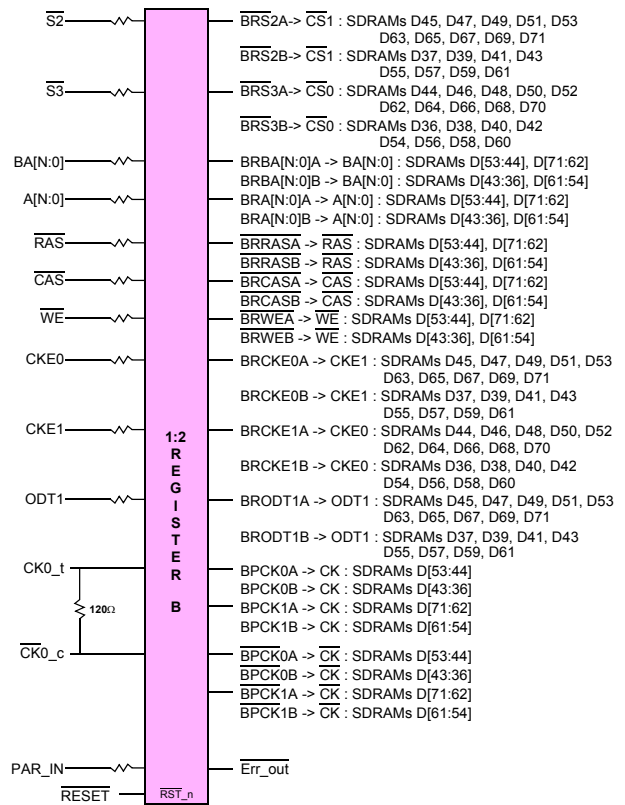 S2
BRS2A-> CS1 : SDRAMs D45, D47, D49, D51, D53
D63, D65, D67, D69, D71
BRS2B-> CS1 : SDRAMs D37, D39, D41, D43
D55, D57, D59, D61
S3
BRS3A-> CS0 : SDRAMs D44, D46, D48, D50, D52
D62, D64, D66, D68, D70
BRS3B-> CS0 : SDRAMs D36, D38, D40, D42
D54, D56, D58, D60
BA[N:0]
BRBA[N:0]A -> BA[N:0] : SDRAMs D[53:44], D[71:62]
BRBA[N:0]B -> BA[N:0] : SDRAMs D[43:36], D[61:54]
A[N:0]
BRA[N:0]A -> A[N:0] : SDRAMs D[53:44], D[71:62]
BRA[N:0]B -> A[N:0] : SDRAMs D[43:36], D[61:54]
RAS
BRRASA -> RAS : SDRAMs D[53:44], D[71:62]
BRRASB -> RAS : SDRAMs D[43:36], D[61:54]
CAS
BRCASA -> CAS : SDRAMs D[53:44], D[71:62]
BRCASB -> CAS : SDRAMs D[43:36], D[61:54]
WE
BRWEA -> WE : SDRAMs D[53:44], D[71:62]
BRWEB -> WE : SDRAMs D[43:36], D[61:54]
CKE0
BRCKE0A -> CKE1 : SDRAMs D45, D47, D49, D51, D53
D63, D65, D67, D69, D71
BRCKE0B -> CKE1 : SDRAMs D37, D39, D41, D43
D55, D57, D59, D61
CKE1
BRCKE1A -> CKE0 : SDRAMs D44, D46, D48, D50, D52
D62, D64, D66, D68, D70
BRCKE1B -> CKE0 : SDRAMs D36, D38, D40, D42
D54, D56, D58, D60
ODT1
BRODT1A -> ODT1 : SDRAMs D45, D47, D49, D51, D53
D63, D65, D67, D69, D71
BRODT1B -> ODT1 : SDRAMs D37, D39, D41, D43
D55, D57, D59, D61
1:2
R
E
G
I
S
T
E
R
B
CK0_t
120Ω
CK0_c
BPCK0A -> CK : SDRAMs D[53:44]
BPCK0B -> CK : SDRAMs D[43:36]
BPCK1A -> CK : SDRAMs D[71:62]
BPCK1B -> CK : SDRAMs D[61:54]
BPCK0A -> CK : SDRAMs D[53:44]
BPCK0B -> CK : SDRAMs D[43:36]
BPCK1A -> CK : SDRAMs D[71:62]
BPCK1B -> CK : SDRAMs D[61:54]
PAR_IN
Err_out
RESET
RST_n